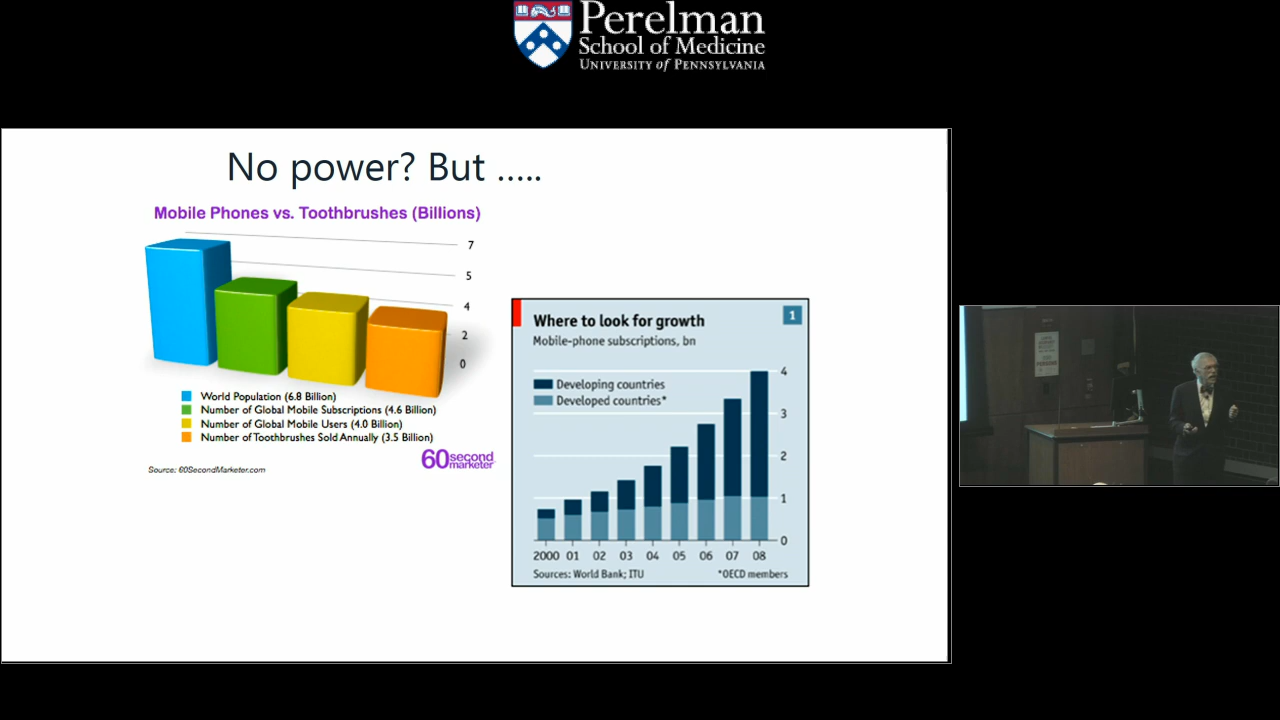 Perelman
School of Medicine
UNIVERSITY of PENNSYLVANIA
No power? But .....
Mobile Phones vs. Toothbrushes (Billions)
7
5
4
2
0
World Population (6.8 Billion)
Number of Global Mobile Subscriptions (4.6 Billion)
Number of Global Mobile Users (4.0 Billion)
Number of Toothbrushes Sold Annually (3.5 Billion)
60 second
marketer
Source: 60SecondMarketer.com
Where to look for growth
1
Mobile-phone subscriptions, bn
Developing countries
Developed countries*
4
3
2
1
0
2000 01 02 03 04 05 06 07 08
Sources: World Bank; ITU
*OECD members